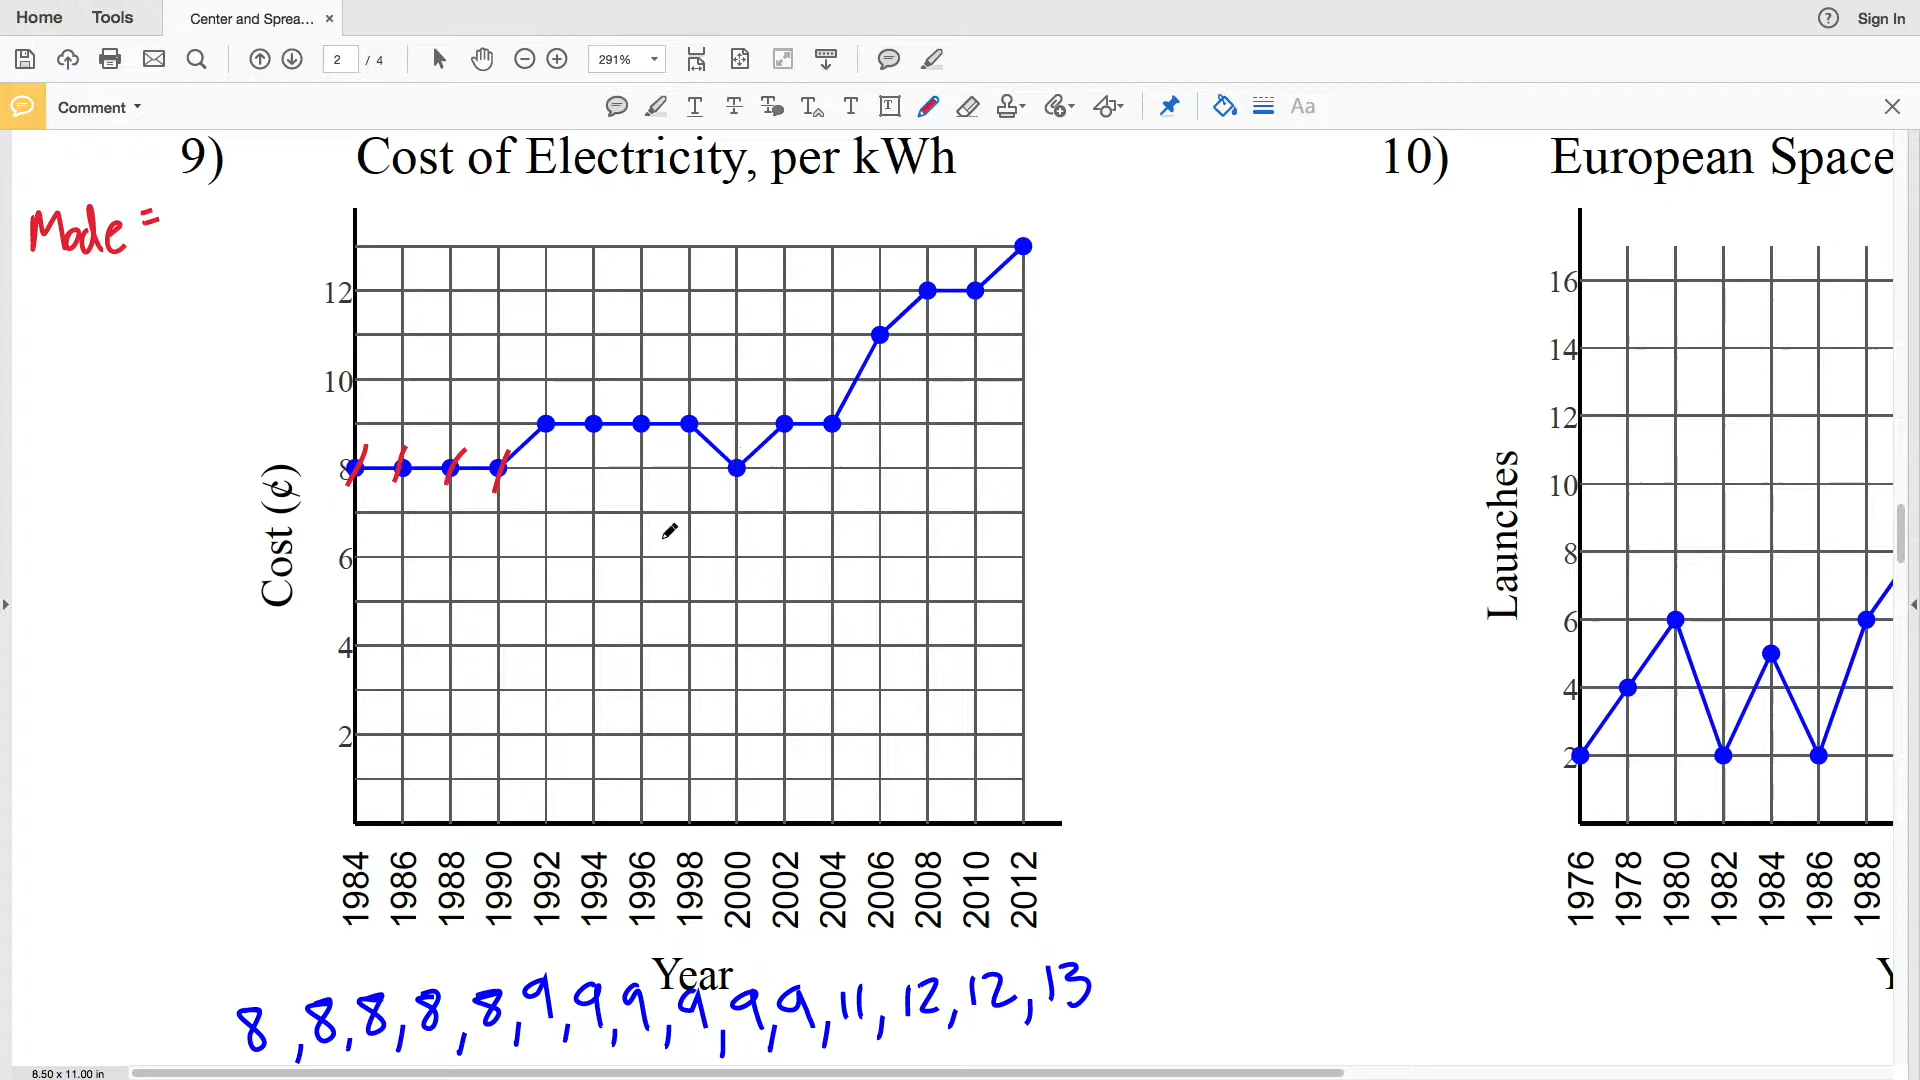 Home Tools Center and Sprea... × ? Sign In
2 / 4 291%
Comment T T T T T T Aa
9) Cost of Electricity, per kWh
10) European Space
Mode =
12
10
8
6
4
2
Cost (¢)
1984 1986 1988 1990 1992 1994 1996 1998 2000 2002 2004 2006 2008 2010 2012
Year
8, 8, 8, 8, 8, 9, 9, 9, 9, 9, 9, 11, 12, 12, 13
16
14
12
10
8
6
4
2
Launches
1976 1978 1980 1982 1984 1986 1988
Y
8.50 x 11.00 in